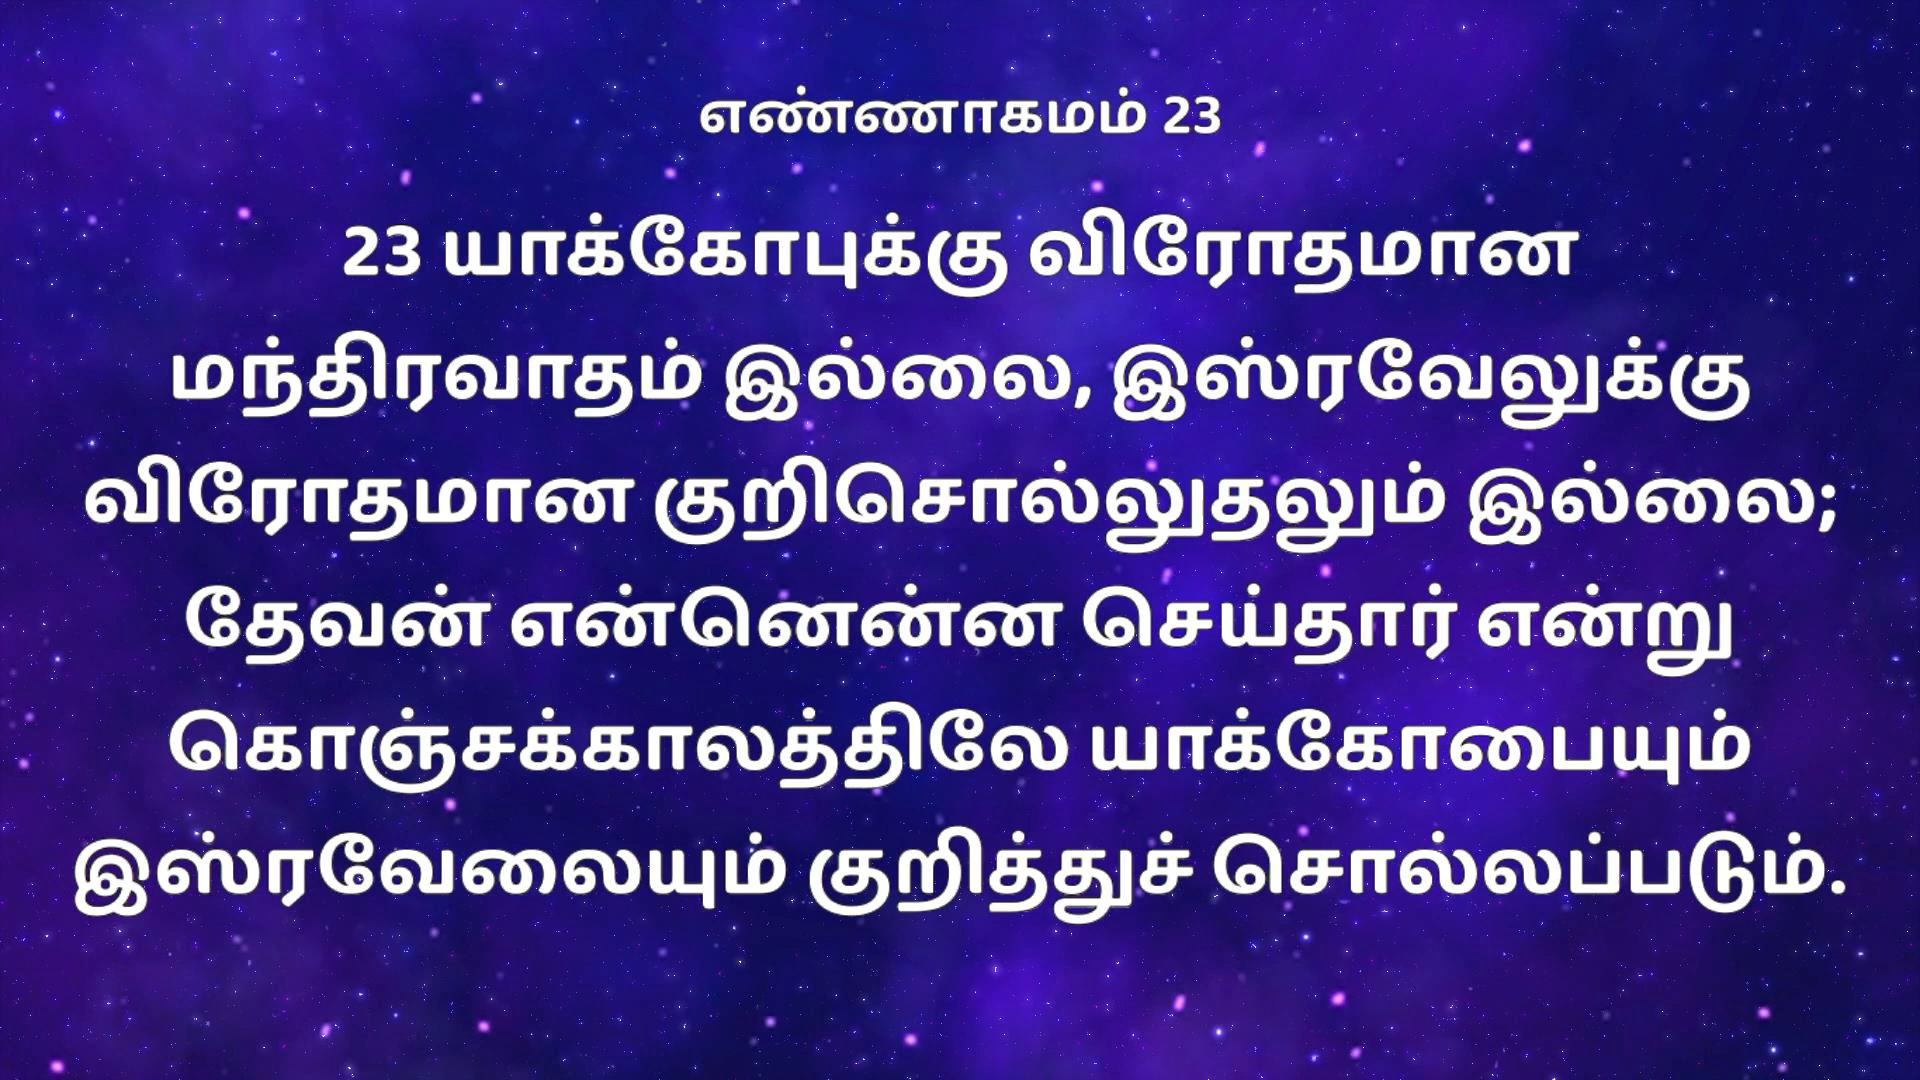 எண்ணாகமம் 23
23 யாக்கோபுக்கு விரோதமான
மந்திரவாதம் இல்லை, இஸ்ரவேலுக்கு
விரோதமான குறிசொல்லுதலும் இல்லை;
தேவன் என்னென்ன செய்தார் என்று
கொஞ்சக்காலத்திலே யாக்கோபையும்
இஸ்ரவேலையும் குறித்துச் சொல்லப்படும்.